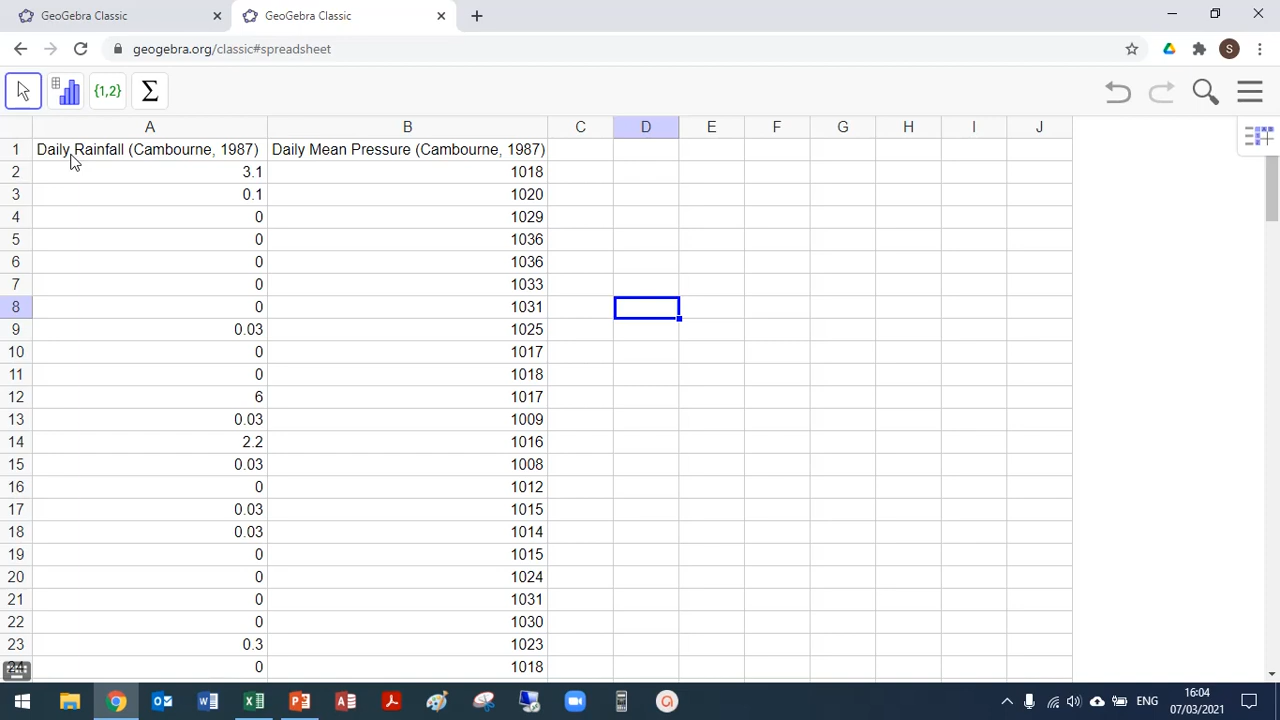 GeoGebra Classic
GeoGebra Classic
geogebra.org/classic#spreadsheet
S
{1,2} Σ
A B C D E F G H I J
1 Daily Rainfall (Cambourne, 1987) Daily Mean Pressure (Cambourne, 1987)
2 3.1 1018
3 0.1 1020
4 0 1029
5 0 1036
6 0 1036
7 0 1033
8 0 1031
9 0.03 1025
10 0 1017
11 0 1018
12 6 1017
13 0.03 1009
14 2.2 1016
15 0.03 1008
16 0 1012
17 0.03 1015
18 0.03 1014
19 0 1015
20 0 1024
21 0 1031
22 0 1030
23 0.3 1023
24 0 1018
ENG
16:04
07/03/2021